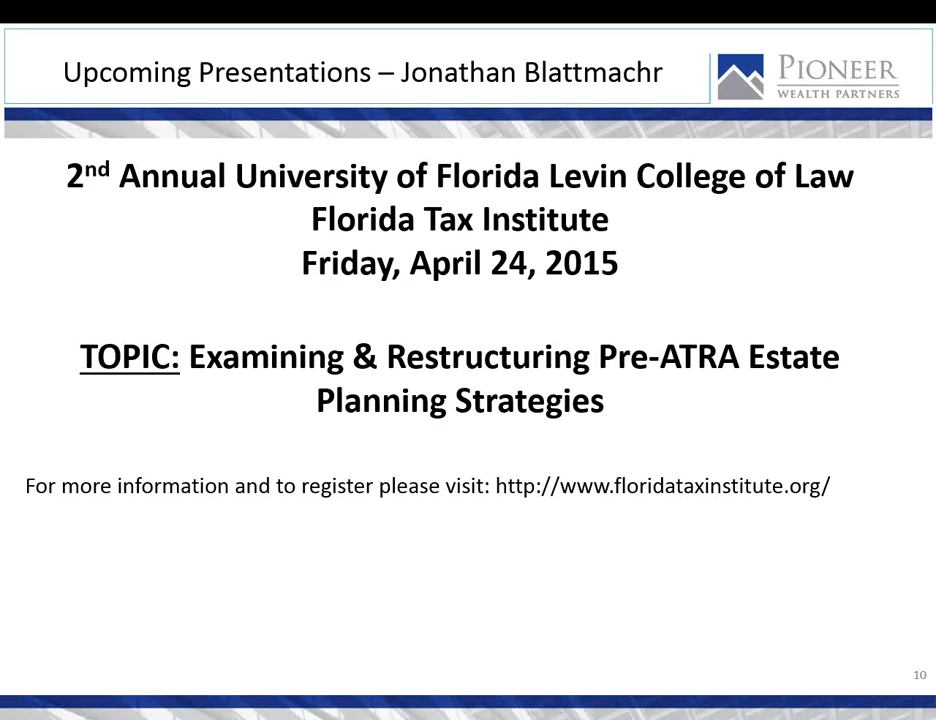 Upcoming Presentations – Jonathan Blattmachr
PIONEER
WEALTH PARTNERS
2nd Annual University of Florida Levin College of Law
Florida Tax Institute
Friday, April 24, 2015
TOPIC: Examining & Restructuring Pre-ATRA Estate
Planning Strategies
For more information and to register please visit: http://www.floridataxinstitute.org/
10